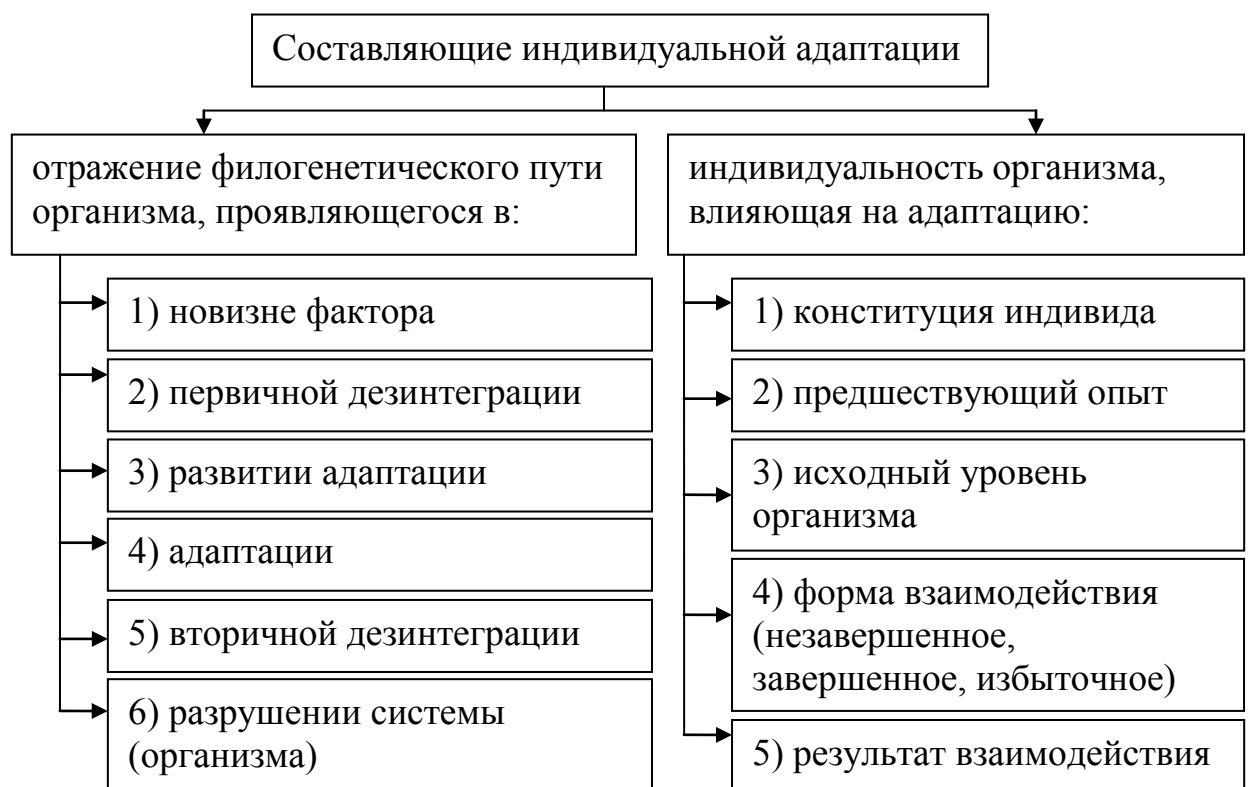 Составляющие индивидуальной адаптации
отражение филогенетического пути
организма, проявляющегося в:
1) новизне фактора
2) первичной дезинтеграции
3) развитии адаптации
4) адаптации
5) вторичной дезинтеграции
6) разрушении системы
(организма)
индивидуальность организма,
влияющая на адаптацию:
1) конституция индивида
2) предшествующий опыт
3) исходный уровень
организма
4) форма взаимодействия
(незавершенное,
завершенное, избыточное)
5) результат взаимодействия